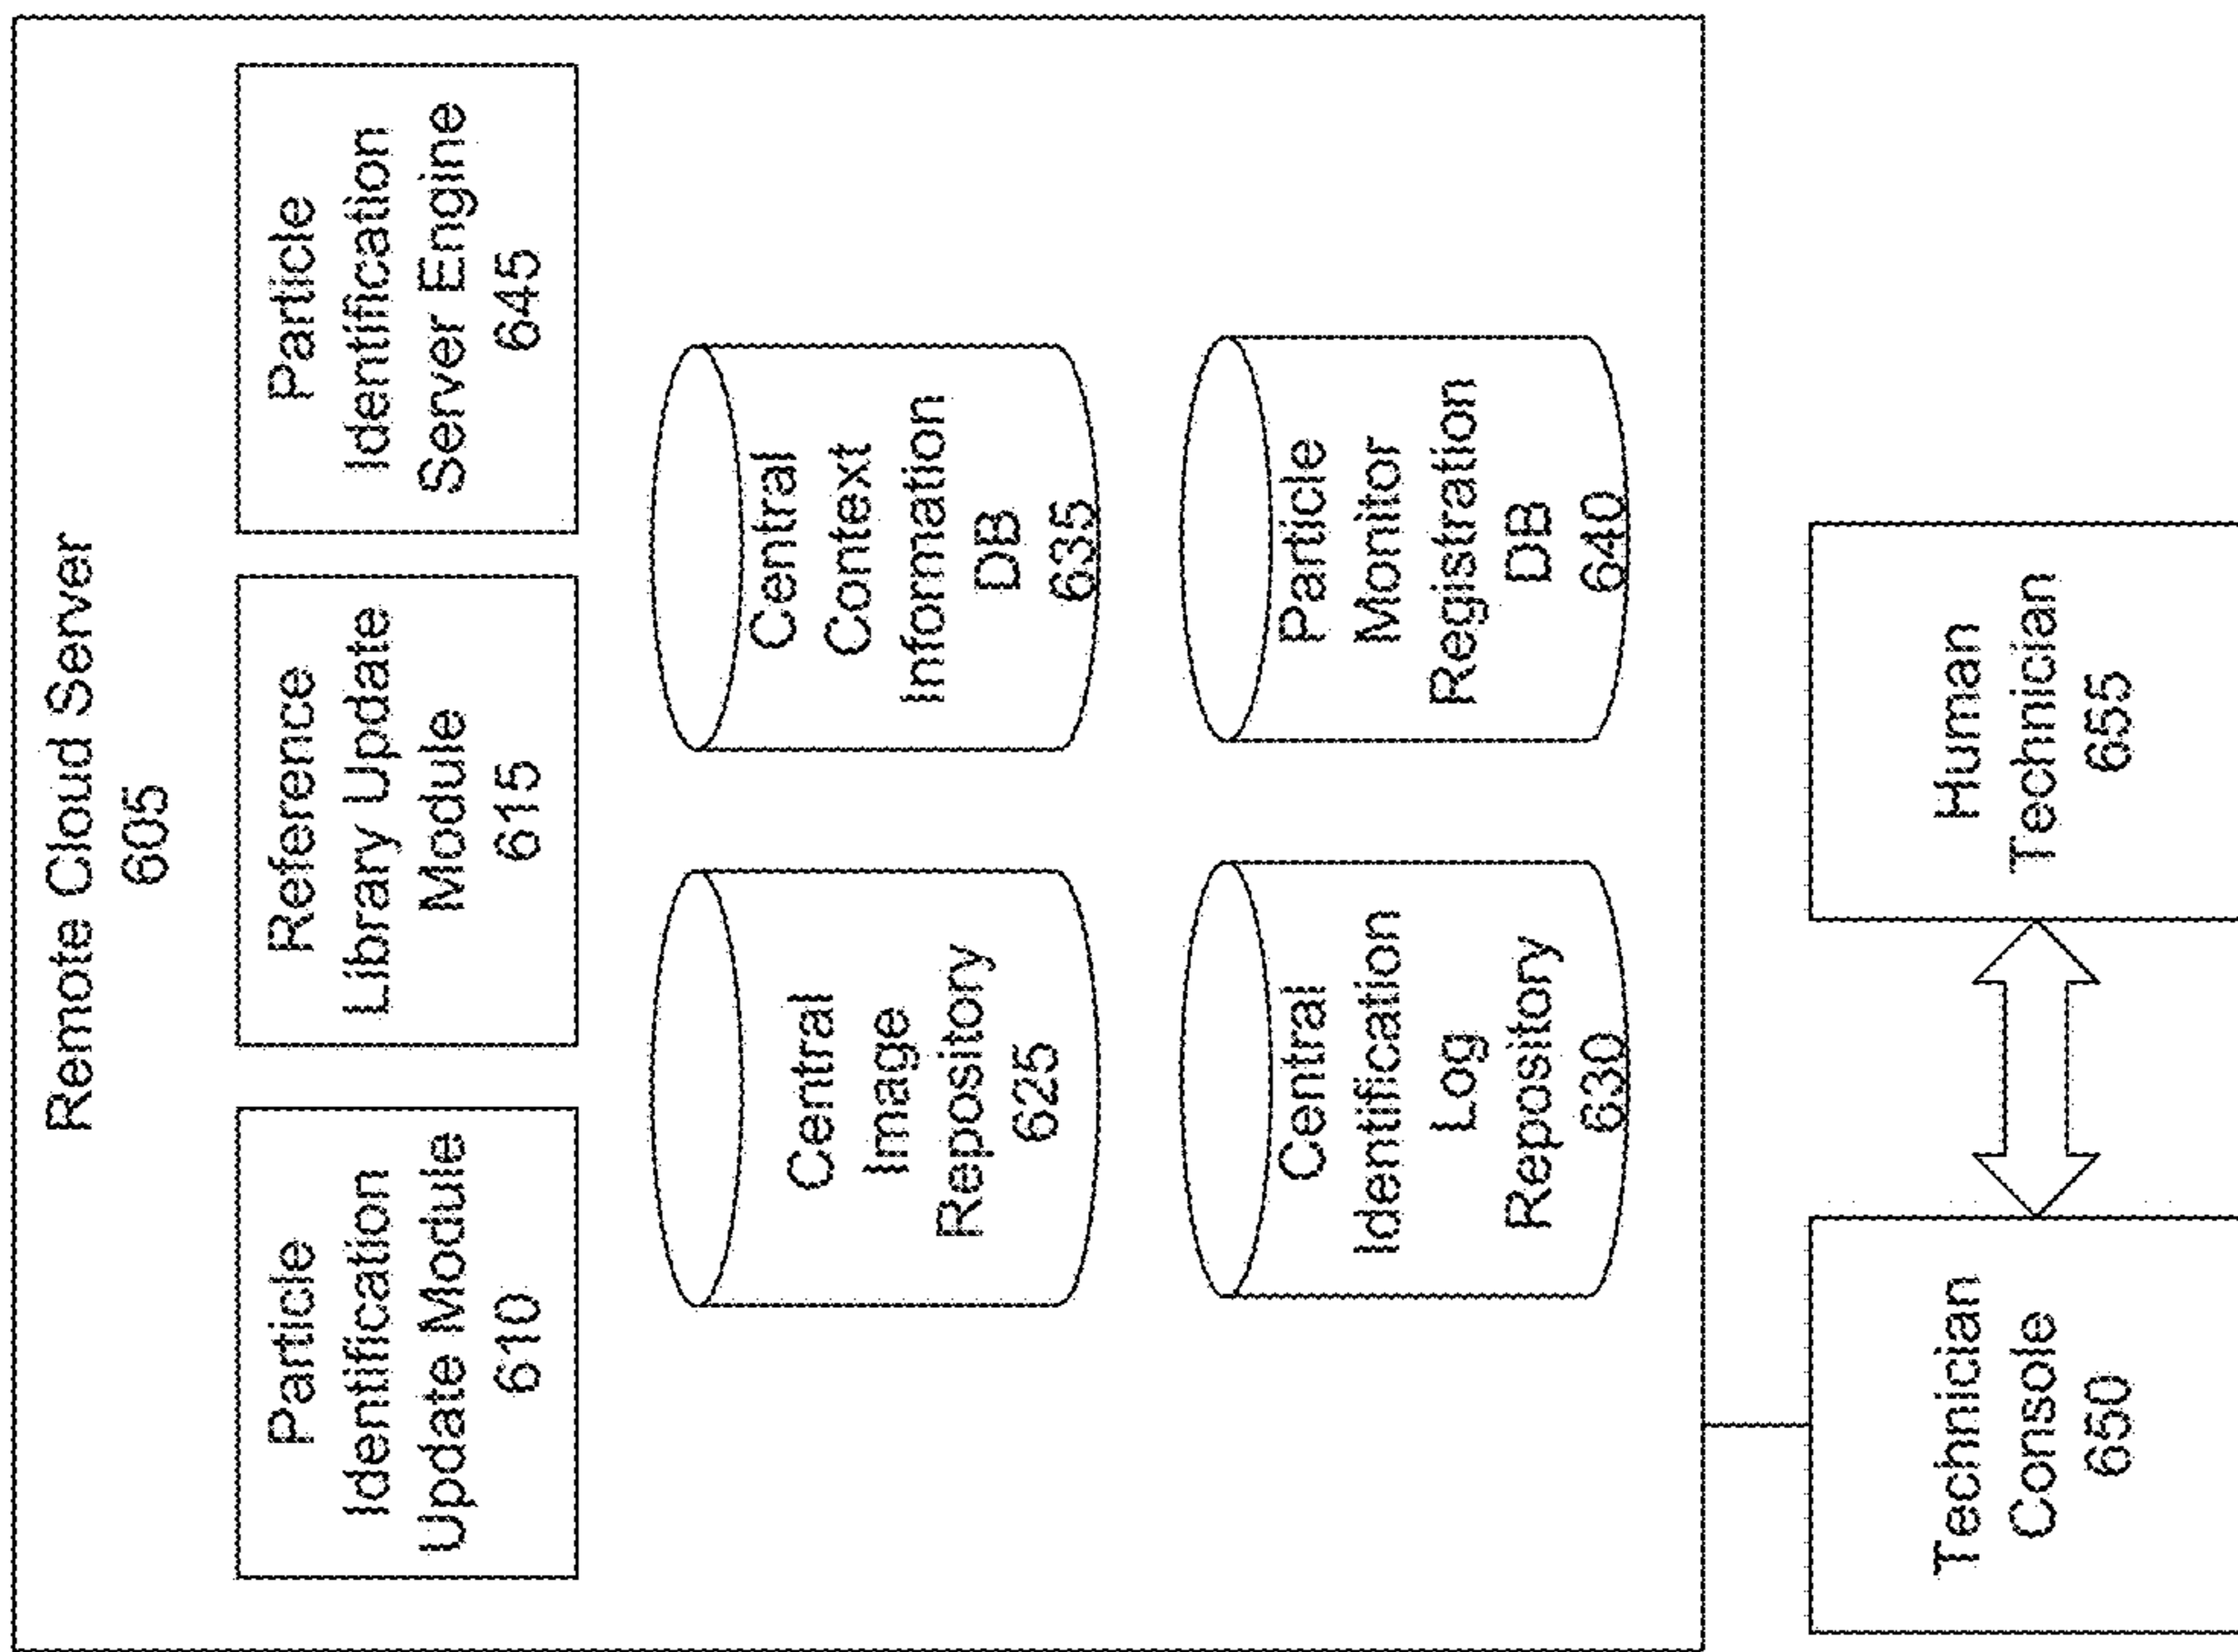 Remote Cloud Server
605
Particle
Identification
Update Module
610
Reference
Library Update
Module
615
Particle
Identification
Server Engine
645
Central
Image
Repository
625
Central
Context
Information
DB
635
Central
Identification
Log
Repository
630
Particle
Monitor
Registration
DB
640
Technician
Console
650
Human
Technician
655